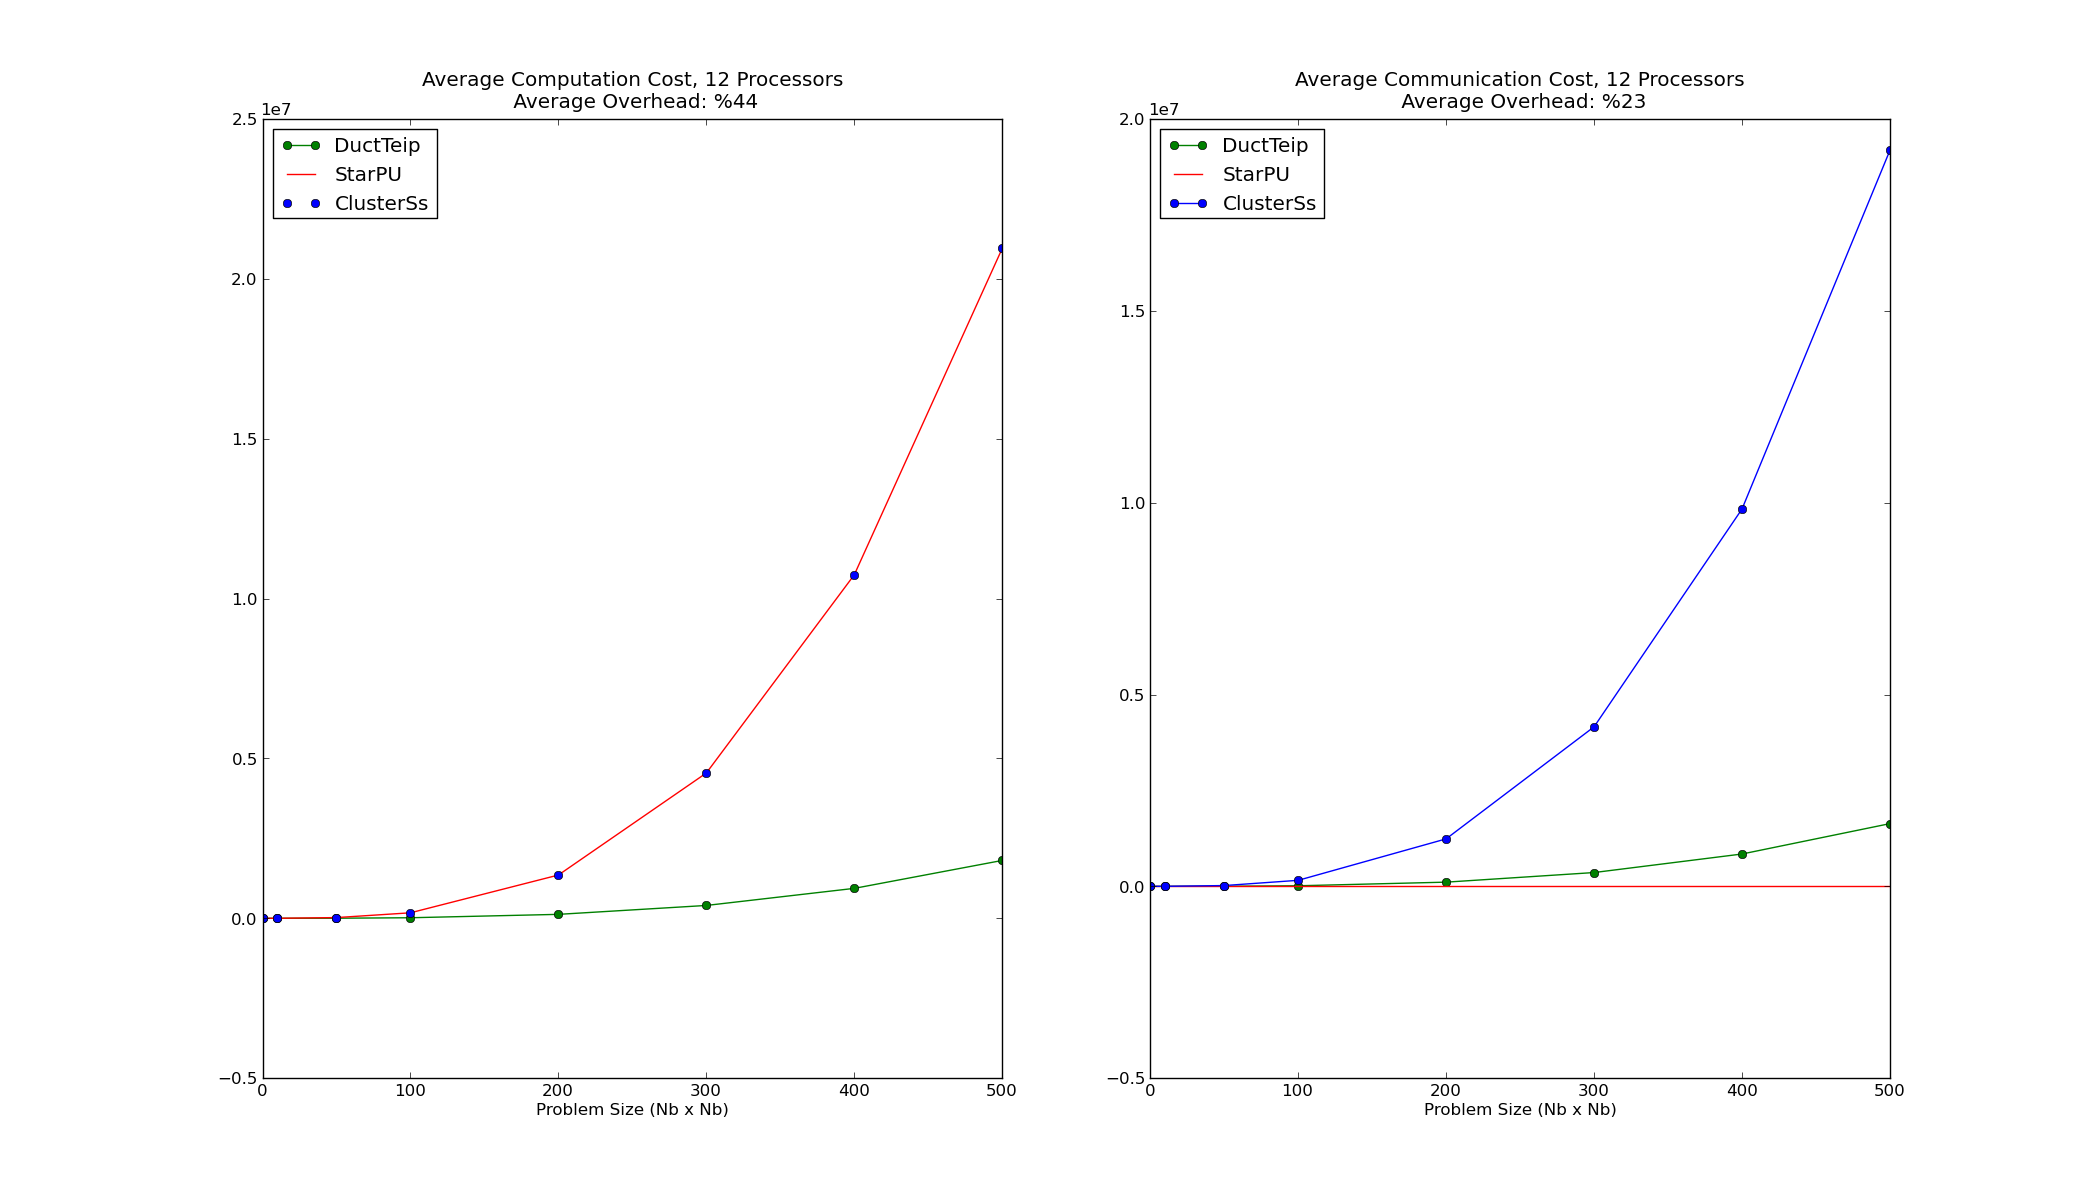 Average Computation Cost, 12 Processors
Average Overhead: %44
1e7
2.5
2.0
1.5
1.0
0.5
0.0
−0.5
DuctTeip
StarPU
ClusterSs
0 100 200 300 400 500
Problem Size (Nb x Nb)
Average Communication Cost, 12 Processors
Average Overhead: %23
1e7
2.0
1.5
1.0
0.5
0.0
−0.5
DuctTeip
StarPU
ClusterSs
0 100 200 300 400 500
Problem Size (Nb x Nb)